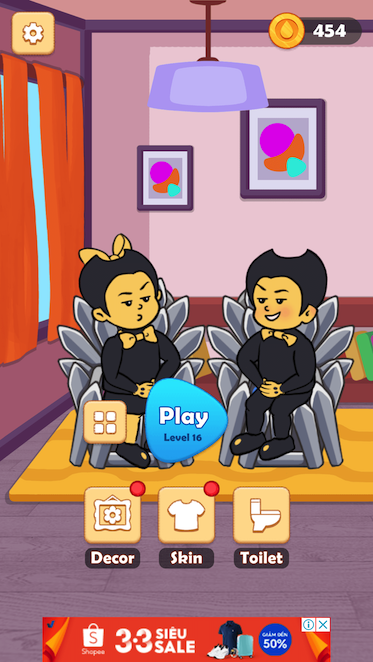 454
Play
Level 16
Decor
Skin
Toilet
Shopee
3·3 SIÊU
SALE
GIẢM ĐẾN
50%